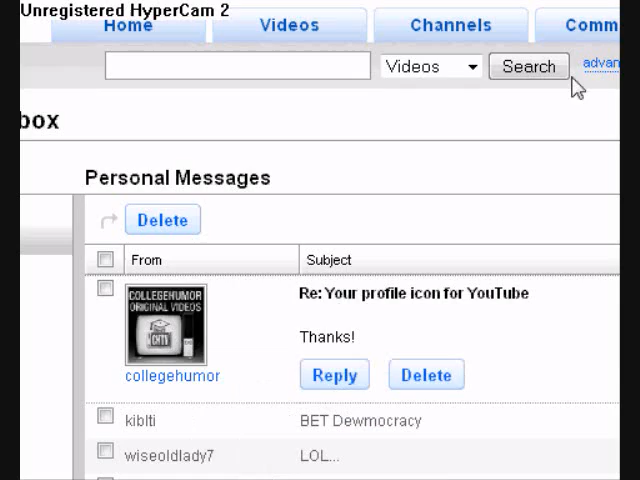 Unregistered HyperCam 2
Home Videos Channels Comm
Videos Search advan
box
Personal Messages
Delete
From Subject
COLLEGEHUMOR
ORIGINAL VIDEOS
CHTV
Re: Your profile icon for YouTube
Thanks!
Reply Delete
collegehumor
kiblti BET Dewmocracy
wiseoldlady7 LOL...